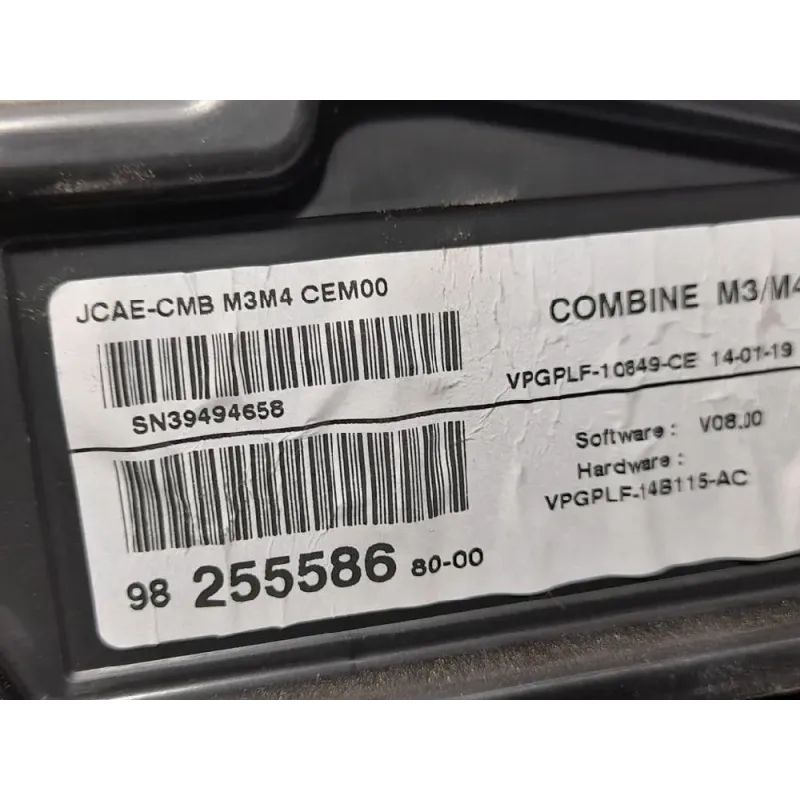 JCAE-CMB M3M4 CEM00
SN39494658
98 255586 80-00
COMBINE M3/M4
VPGPLF-10849-CE 14-01-19
Software : V08.00
Hardware :
VPGPLF-14B115-AC